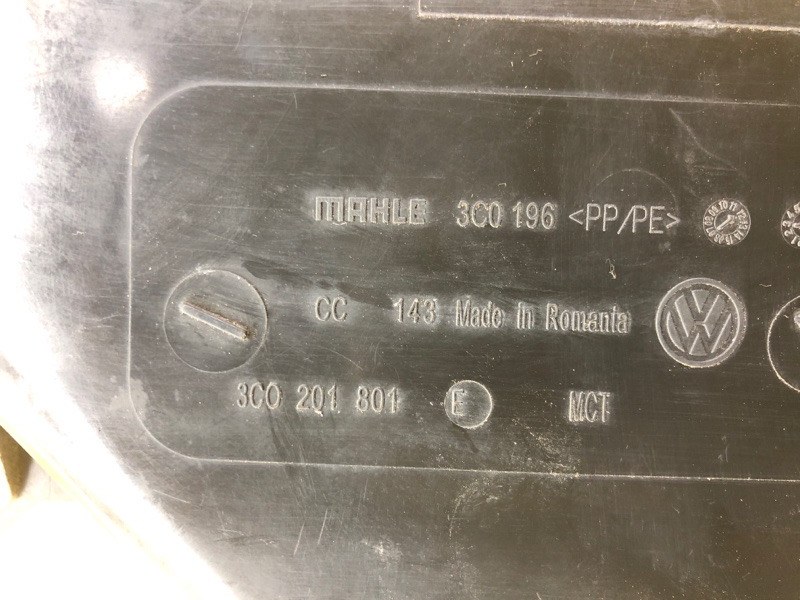 MAHLE 3C0 196 <PP/PE>
CC 143 Made in Romania
3C0 201 801 E MCT